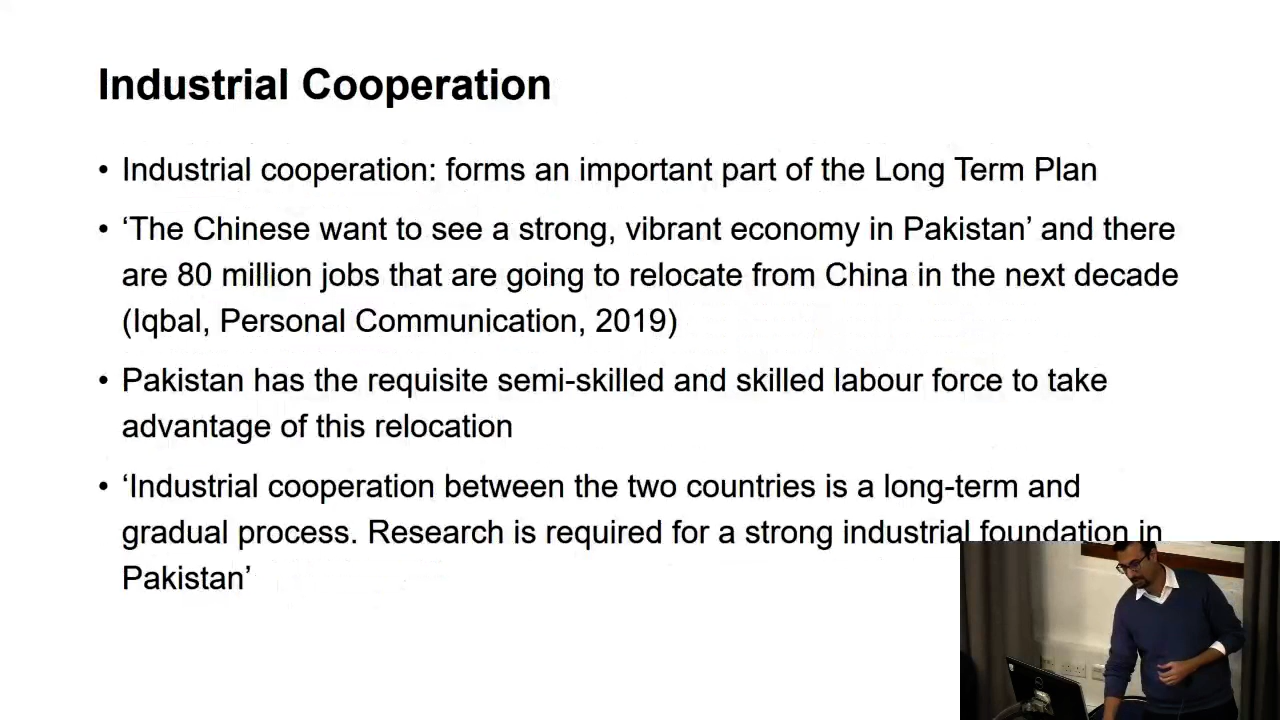 Industrial Cooperation
• Industrial cooperation: forms an important part of the Long Term Plan
• ‘The Chinese want to see a strong, vibrant economy in Pakistan’ and there
are 80 million jobs that are going to relocate from China in the next decade
(Iqbal, Personal Communication, 2019)
• Pakistan has the requisite semi-skilled and skilled labour force to take
advantage of this relocation
• ‘Industrial cooperation between the two countries is a long-term and
gradual process. Research is required for a strong industrial foundation in
Pakistan’